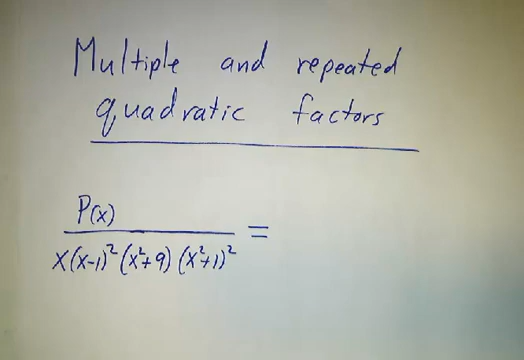 Multiple and repeated
quadratic factors
P(x)
x(x-1)² (x²+9) (x²+1)² =